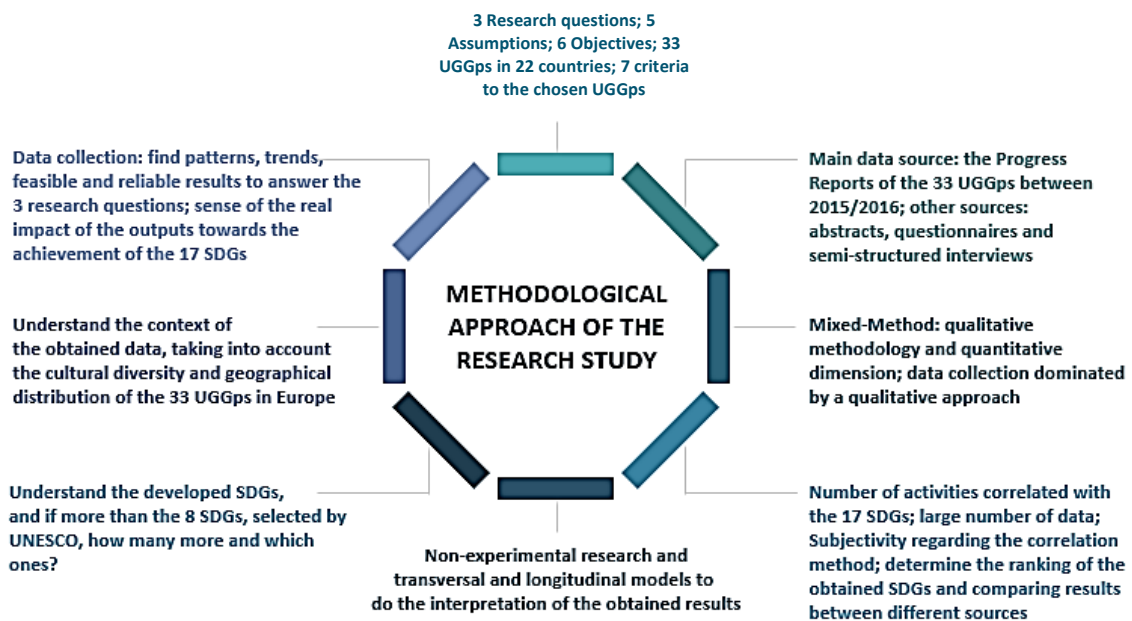 3 Research questions; 5
Assumptions; 6 Objectives; 33
UGGps in 22 countries; 7 criteria
to the chosen UGGps
Main data source: the Progress
Reports of the 33 UGGps between
2015/2016; other sources:
abstracts, questionnaires and
semi-structured interviews
Mixed-Method: qualitative
methodology and quantitative
dimension; data collection dominated
by a qualitative approach
Number of activities correlated with
the 17 SDGs; large number of data;
Subjectivity regarding the correlation
method; determine the ranking of the
obtained SDGs and comparing results
between different sources
Non-experimental research and
transversal and longitudinal models to
do the interpretation of the obtained results
Understand the developed SDGs,
and if more than the 8 SDGs, selected by
UNESCO, how many more and which
ones?
Understand the context of
the obtained data, taking into account
the cultural diversity and geographical
distribution of the 33 UGGps in Europe
Data collection: find patterns, trends,
feasible and reliable results to answer the
3 research questions; sense of the real
impact of the outputs towards the
achievement of the 17 SDGs
METHODOLOGICAL
APPROACH OF THE
RESEARCH STUDY